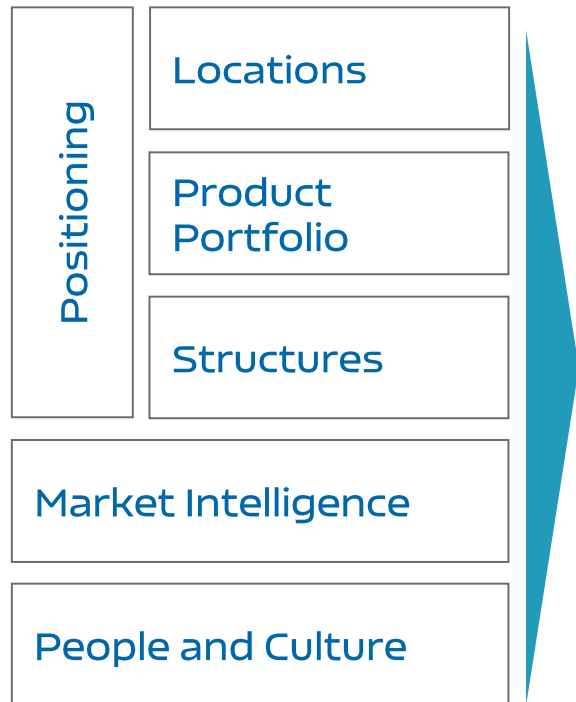 Positioning
Locations
Product
Portfolio
Structures
Market Intelligence
People and Culture